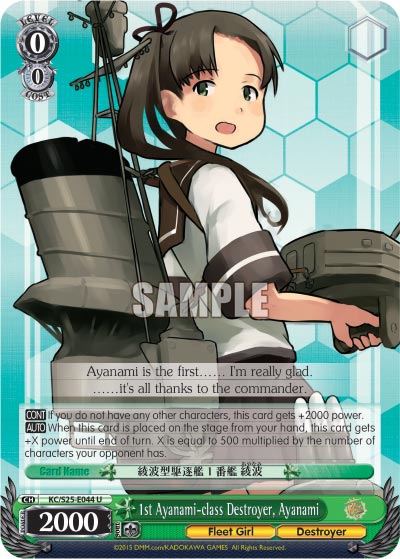 LEVEL
0
0
COST
SAMPLE
Ayanami is the first...... I'm really glad.
......it's all thanks to the commander.
CONT If you do not have any other characters, this card gets +2000 power.
AUTO When this card is placed on the stage from your hand, this card gets
+X power until end of turn. X is equal to 500 multiplied by the number of
characters your opponent has.
Card Name 綾波型駆逐艦1番艦 綾波
CH KC/S25-E044 U
1st Ayanami-class Destroyer, Ayanami
POWER 2000 SOUL
Fleet Girl Destroyer
©2015 DMM.com/KADOKAWA GAMES All Rights Reserved.